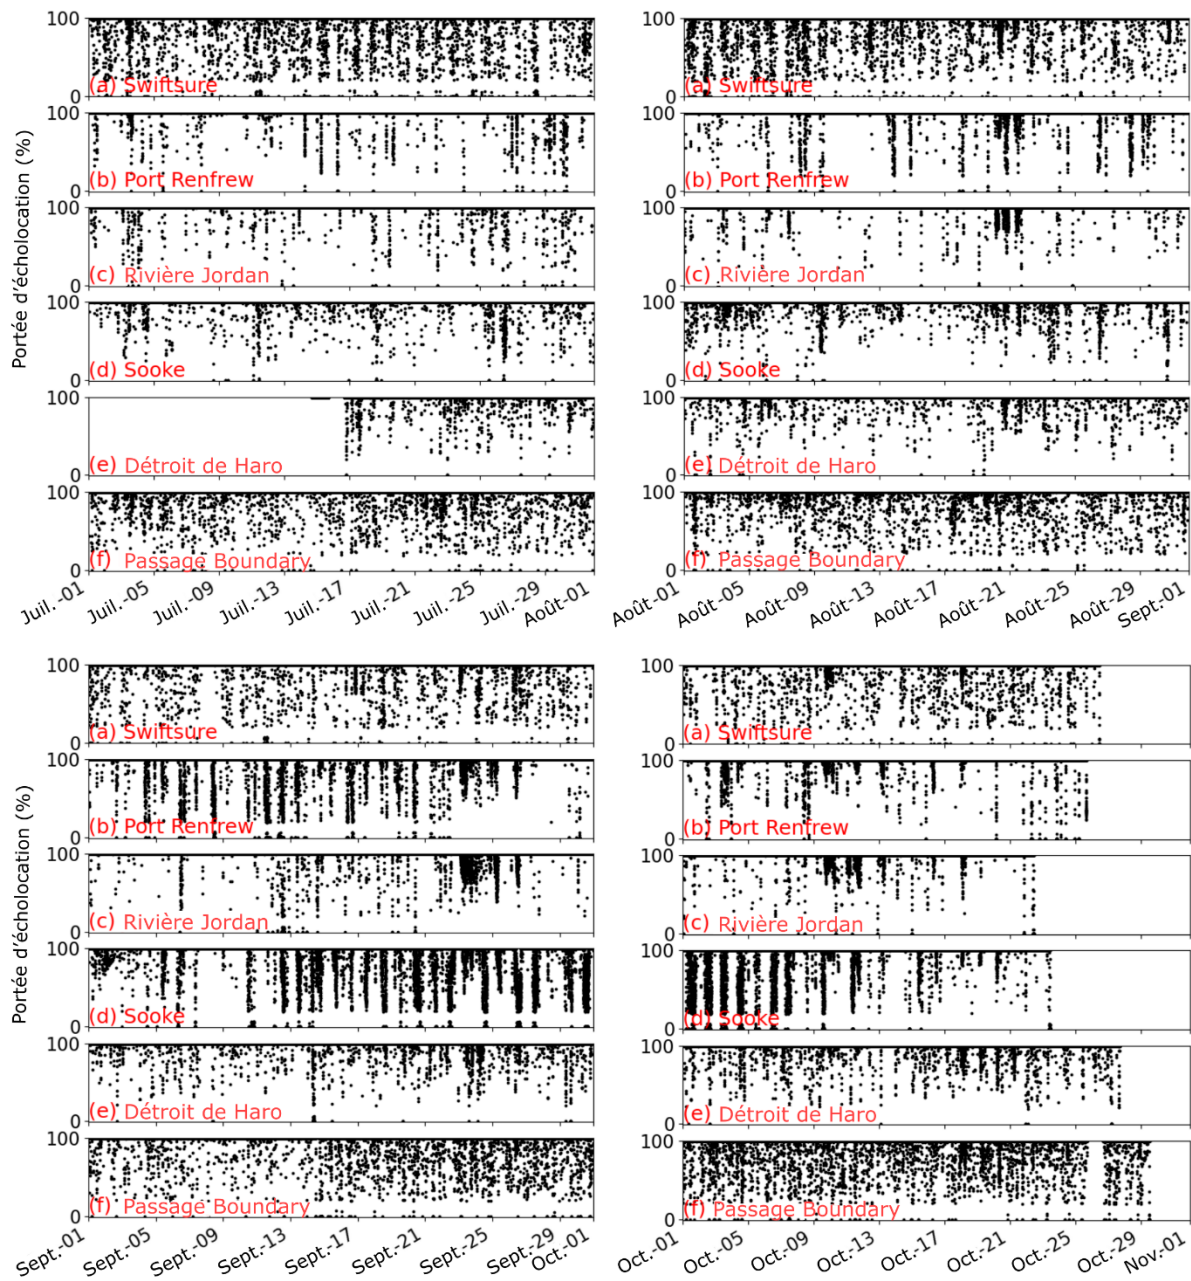 Portée d'écholocation (%)
100
(a) Swiftsure
0
100
(b) Port Renfrew
0
100
(c) Rivière Jordan
0
100
(d) Sooke
0
100
(e) Détroit de Haro
0
100
(f) Passage Boundary
0
Juil.-01 Juil.-05 Juil.-09 Juil.-13 Juil.-17 Juil.-21 Juil.-25 Juil.-29 Août-01
100
(a) Swiftsure
0
100
(b) Port Renfrew
0
100
(c) Rivière Jordan
0
100
(d) Sooke
0
100
(e) Détroit de Haro
0
100
(f) Passage Boundary
0
Août-01 Août-05 Août-09 Août-13 Août-17 Août-21 Août-25 Août-29 Sept.-01
Portée d'écholocation (%)
100
(a) Swiftsure
0
100
(b) Port Renfrew
0
100
(c) Rivière Jordan
0
100
(d) Sooke
0
100
(e) Détroit de Haro
0
100
(f) Passage Boundary
0
Sept.-01 Sept.-05 Sept.-09 Sept.-13 Sept.-17 Sept.-21 Sept.-25 Sept.-29 Oct.-01
100
(a) Swiftsure
0
100
(b) Port Renfrew
0
100
(c) Rivière Jordan
0
100
(d) Sooke
0
100
(e) Détroit de Haro
0
100
(f) Passage Boundary
0
Oct.-01 Oct.-05 Oct.-09 Oct.-13 Oct.-17 Oct.-21 Oct.-25 Oct.-29 Nov.-01